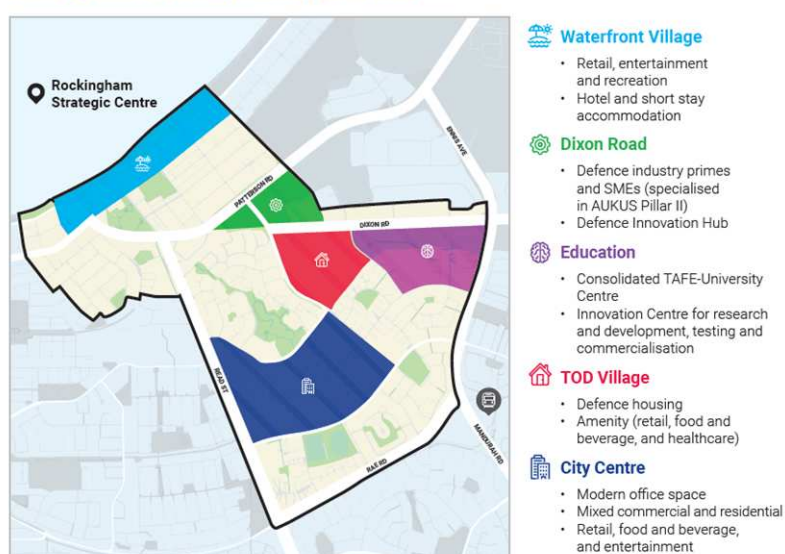 Rockingham
Strategic Centre
ENNIS AVE
PATTERSON RD
DIXON RD
READ ST
RAE RD
MANDURAH RD
Waterfront Village
• Retail, entertainment
and recreation
• Hotel and short stay
accommodation
Dixon Road
• Defence industry primes
and SMEs (specialised
in AUKUS Pillar II)
• Defence Innovation Hub
Education
• Consolidated TAFE-University
Centre
• Innovation Centre for research
and development, testing and
commercialisation
TOD Village
• Defence housing
• Amenity (retail, food and
beverage, and healthcare)
City Centre
• Modern office space
• Mixed commercial and residential
• Retail, food and beverage,
and entertainment